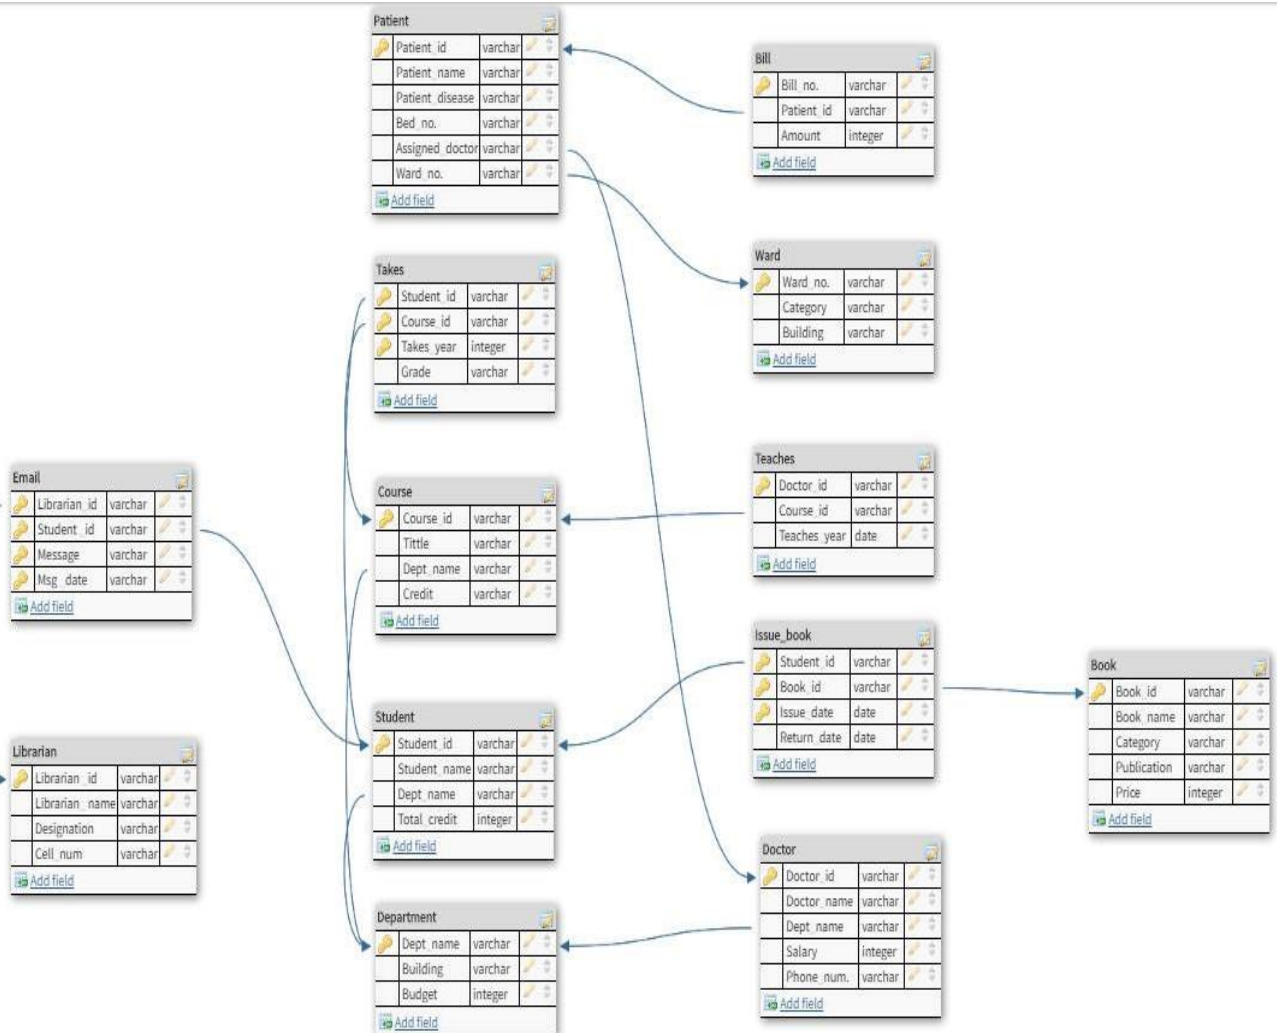 Patient
Patient_id varchar
Patient_name varchar
Patient_disease varchar
Bed_no. varchar
Assigned_doctor varchar
Ward_no. varchar
Add field
Bill
Bill_no. varchar
Patient_id varchar
Amount integer
Add field
Takes
Student_id varchar
Course_id varchar
Takes_year integer
Grade varchar
Add field
Ward
Ward_no. varchar
Category varchar
Building varchar
Add field
Email
Librarian_id varchar
Student_id varchar
Message varchar
Msg_date varchar
Add field
Course
Course_id varchar
Tittle varchar
Dept_name varchar
Credit varchar
Add field
Teaches
Doctor_id varchar
Course_id varchar
Teaches_year date
Add field
Issue_book
Student_id varchar
Book_id varchar
Issue_date date
Return_date date
Add field
Book
Book_id varchar
Book_name varchar
Category varchar
Publication varchar
Price integer
Add field
Librarian
Librarian_id varchar
Librarian_name varchar
Designation varchar
Cell_num varchar
Add field
Student
Student_id varchar
Student_name varchar
Dept_name varchar
Total_credit integer
Add field
Doctor
Doctor_id varchar
Doctor_name varchar
Dept_name varchar
Salary integer
Phone_num. varchar
Add field
Department
Dept_name varchar
Building varchar
Budget integer
Add field